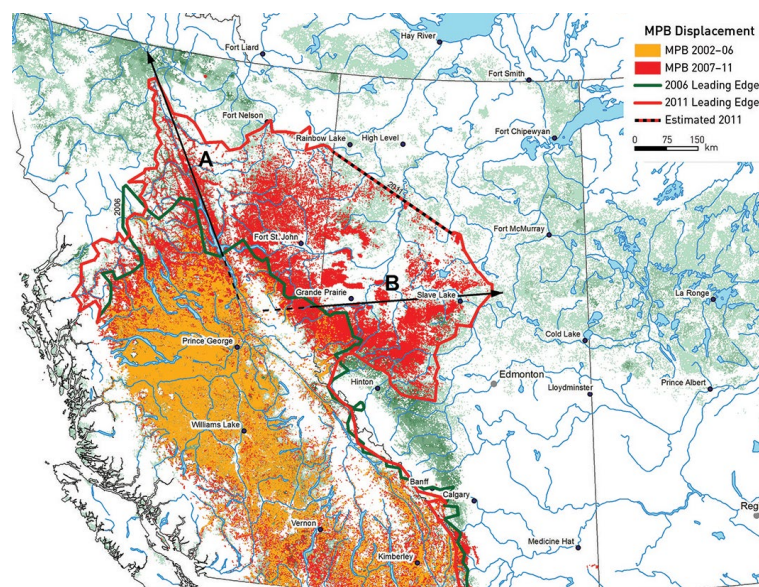 MPB Displacement
MPB 2002–06
MPB 2007–11
2006 Leading Edge
2011 Leading Edge
Estimated 2011
0 75 150
km
Hay River
Fort Liard
Fort Smith
Fort Nelson
Rainbow Lake
High Level
Fort Chipewyan
A
2011
2006
Fort St. John
Fort McMurray
B
Grande Prairie
Slave Lake
La Ronge
Prince George
Cold Lake
Hinton
Edmonton
Lloydminster
Prince Albert
Williams Lake
Banff
Calgary
Reg
Vernon
Medicine Hat
Kimberley